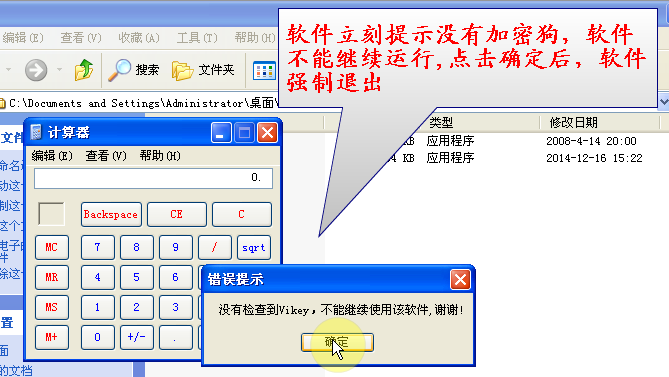 编辑(E) 查看(V) 收藏(A) 工具(T) 帮助(H)
软件立刻提示没有加密狗，软件
不能继续运行,点击确定后，软件
强制退出
搜索 文件夹
C:\Documents and Settings\Administrator\桌面\
类型 修改日期
KB 应用程序 2008-4-14 20:00
KB 应用程序 2014-12-16 15:22
计算器
编辑(E) 查看(V) 帮助(H)
0.
Backspace CE C
MC 7 8 9 / sqrt
MR 4 5 6
MS 1 2 3
M+ 0 +/- .
错误提示
没有检查到Vikey，不能继续使用该软件,谢谢!
确定
文件
命名这
动这个
制这个
这个文
电子邮
件
除这个
置
面
的文档